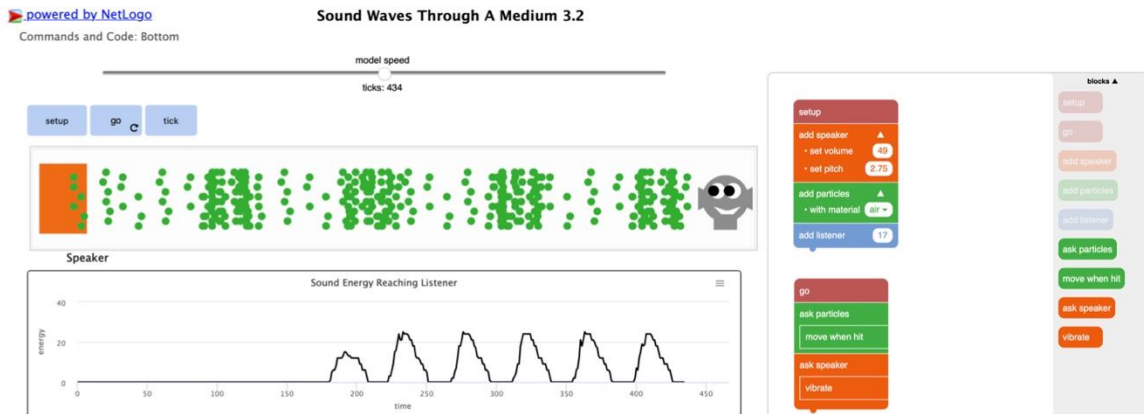 powered by NetLogo
Sound Waves Through A Medium 3.2
Commands and Code: Bottom
model speed
ticks: 434
setup
go
tick
Speaker
Sound Energy Reaching Listener
energy
40
20
0
0 50 100 150 200 250 300 350 400 450
time
setup
add speaker
• set volume 49
• set pitch 2.75
add particles
• with material air
add listener 17
go
ask particles
move when hit
ask speaker
vibrate
blocks
setup
go
add speaker
add particles
add listener
ask particles
move when hit
ask speaker
vibrate